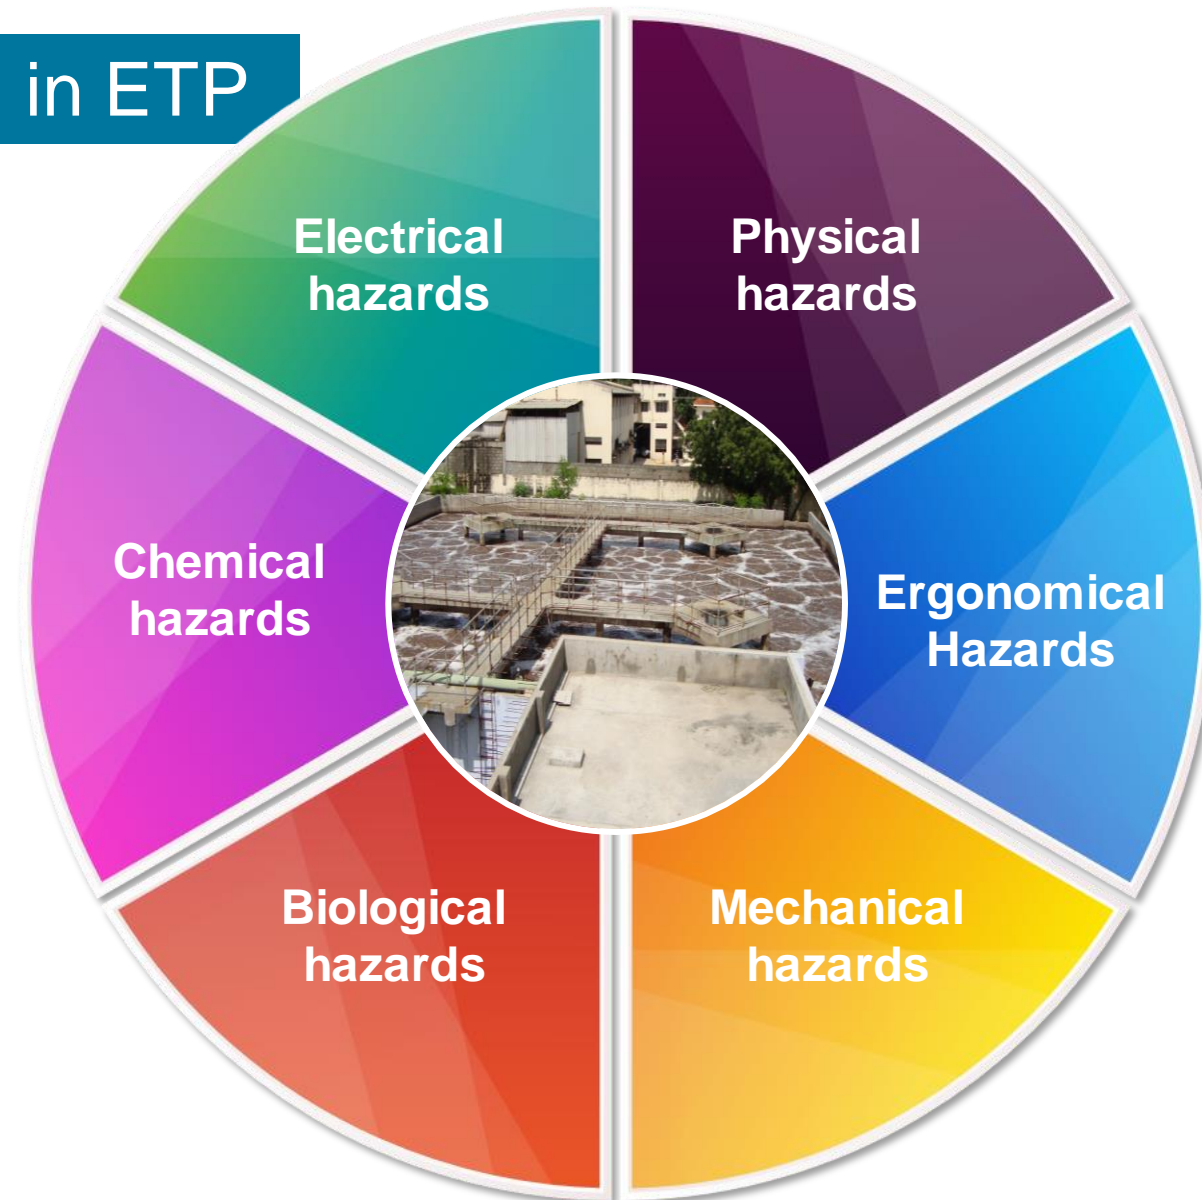 in ETP
Electrical
hazards
Physical
hazards
Chemical
hazards
Ergonomical
Hazards
Biological
hazards
Mechanical
hazards